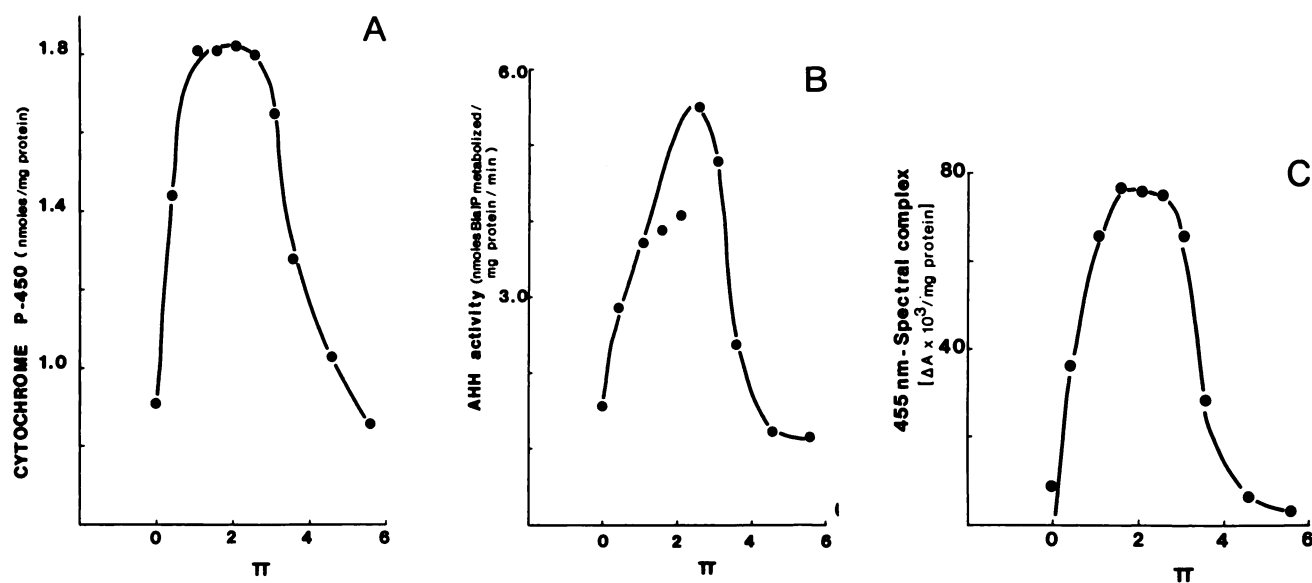 A
1.8
1.4
1.0
CYTOCHROME P-450 (nmoles/mg protein)
0 2 4 6
π
B
6.0
3.0
AHH activity (nmoles B[a]P metabolized/
mg protein / min)
0 2 4 6
π
C
80
40
455 nm - Spectral complex
[ΔA x 10³/mg protein]
0 2 4 6
π